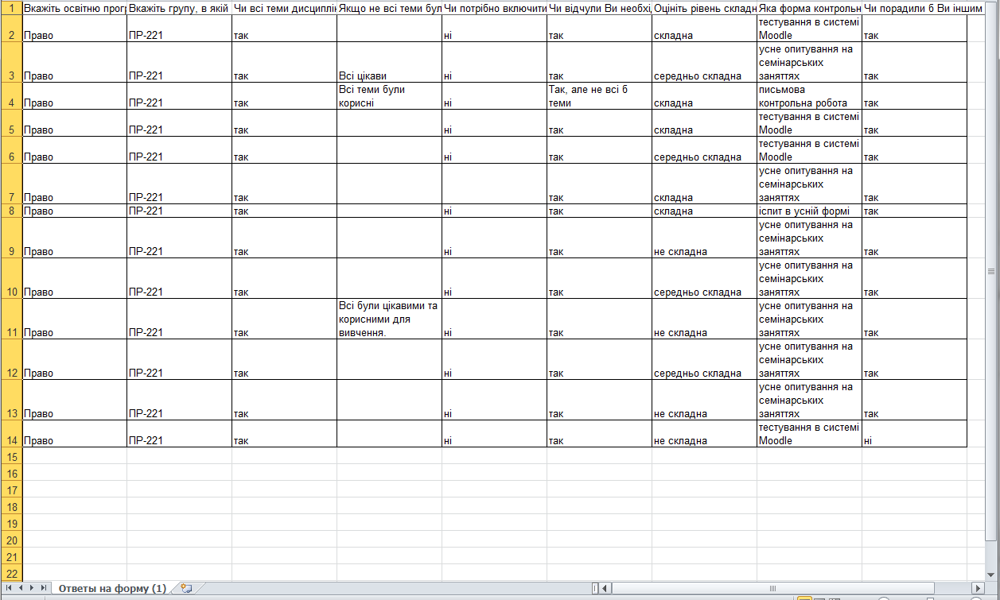 1 Вкажіть освітню прогр Вкажіть групу, в якій Чи всі теми дисциплін Якщо не всі теми бул Чи потрібно включити Чи відчули Ви необхід Оцініть рівень складн Яка форма контрольн Чи порадили б Ви іншим
тестування в системі
2 Право ПР-221 так ні так складна Moodle так
усне опитування на
семінарських
3 Право ПР-221 так Всі цікави ні так середньо складна заняттях так
Всі теми були Так, але не всі б письмова
4 Право ПР-221 так корисні ні теми складна контрольна робота так
тестування в системі
5 Право ПР-221 так ні так складна Moodle так
тестування в системі
6 Право ПР-221 так ні так середньо складна Moodle так
усне опитування на
семінарських
7 Право ПР-221 так так складна заняттях так
8 Право ПР-221 так ні так складна іспит в усній формі так
усне опитування на
семінарських
9 Право ПР-221 так ні так не складна заняттях так
усне опитування на
семінарських
10 Право ПР-221 так ні так середньо складна заняттях так
Всі були цікавими та усне опитування на
корисними для семінарських
11 Право ПР-221 так вивчення. ні так не складна заняттях так
усне опитування на
семінарських
12 Право ПР-221 так ні так середньо складна заняттях так
усне опитування на
семінарських
13 Право ПР-221 так ні так не складна заняттях так
тестування в системі
14 Право ПР-221 так ні так не складна Moodle ні
15
16
17
18
19
20
21
22
Ответы на форму (1)